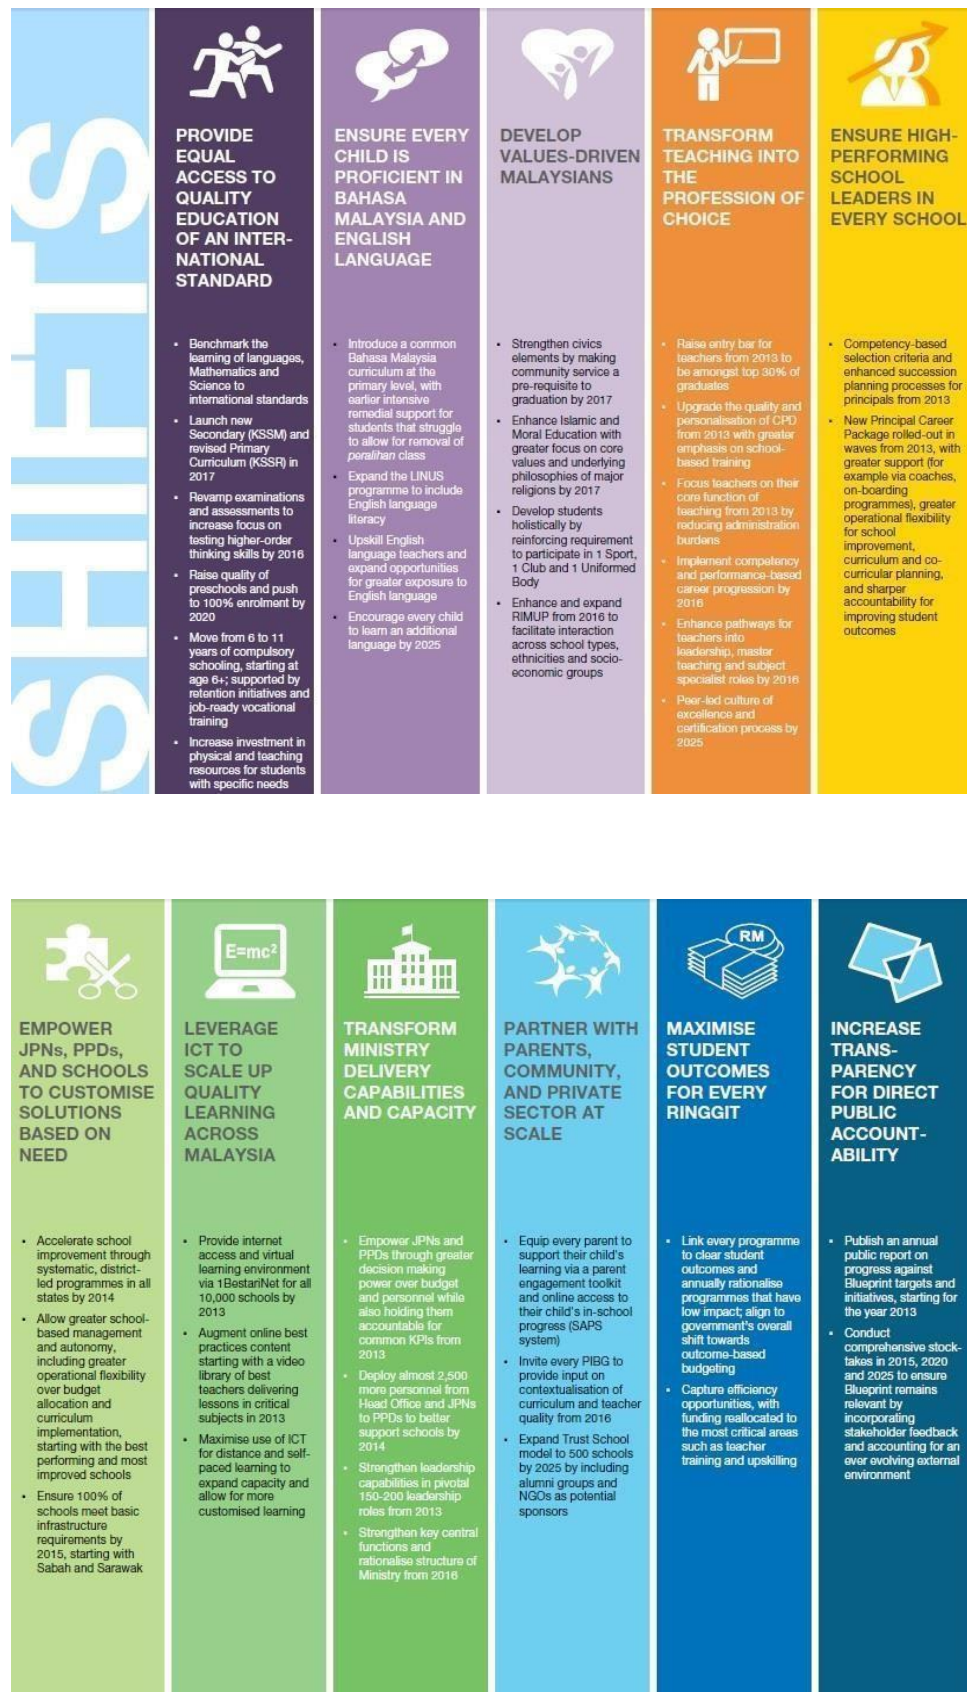 SHIFTS
PROVIDE
EQUAL
ACCESS TO
QUALITY
EDUCATION
OF AN INTER-
NATIONAL
STANDARD
• Benchmark the
learning of languages,
Mathematics and
Science to
international standards
• Launch new
Secondary (KSSM) and
revised Primary
Curriculum (KSSR) in
2017
• Revamp examinations
and assessments to
increase focus on
testing higher-order
thinking skills by 2016
• Raise quality of
preschools and push
to 100% enrolment by
2020
• Move from 6 to 11
years of compulsory
schooling, starting at
age 6+; supported by
retention initiatives and
job-ready vocational
training
• Increase investment in
physical and teaching
resources for students
with specific needs
ENSURE EVERY
CHILD IS
PROFICIENT IN
BAHASA
MALAYSIA AND
ENGLISH
LANGUAGE
• Introduce a common
Bahasa Malaysia
curriculum at the
primary level, with
earlier intensive
remedial support for
students that struggle
to allow for removal of
peralihan class
• Expand the LINUS
programme to include
English language
literacy
• Upskill English
language teachers and
expand opportunities
for greater exposure to
English language
• Encourage every child
to learn an additional
language by 2025
DEVELOP
VALUES-DRIVEN
MALAYSIANS
• Strengthen civics
elements by making
community service a
pre-requisite to
graduation by 2017
• Enhance Islamic and
Moral Education with
greater focus on core
values and underlying
philosophies of major
religions by 2017
• Develop students
holistically by
reinforcing requirement
to participate in 1 Sport,
1 Club and 1 Uniformed
Body
• Enhance and expand
RIMUP from 2016 to
facilitate interaction
across school types,
ethnicities and socio-
economic groups
TRANSFORM
TEACHING INTO
THE
PROFESSION OF
CHOICE
• Raise entry bar for
teachers from 2013 to
be amongst top 30% of
graduates
• Upgrade the quality and
personalisation of CPD
from 2013 with greater
emphasis on school-
based training
• Focus teachers on their
core function of
teaching from 2013 by
reducing administration
burdens
• Implement competency
and performance-based
career progression by
2016
• Enhance pathways for
teachers into
leadership, master
teaching and subject
specialist roles by 2016
• Peer-led culture of
excellence and
certification process by
2025
ENSURE HIGH-
PERFORMING
SCHOOL
LEADERS IN
EVERY SCHOOL
• Competency-based
selection criteria and
enhanced succession
planning processes for
principals from 2013
• New Principal Career
Package rolled-out in
waves from 2013, with
greater support (for
example via coaches,
on-boarding
programmes), greater
operational flexibility
for school
improvement,
curriculum and co-
curricular planning,
and sharper
accountability for
improving student
outcomes
EMPOWER
JPNs, PPDs,
AND SCHOOLS
TO CUSTOMISE
SOLUTIONS
BASED ON
NEED
• Accelerate school
improvement through
systematic, district-
led programmes in all
states by 2014
• Allow greater school-
based management
and autonomy,
including greater
operational flexibility
over budget
allocation and
curriculum
implementation,
starting with the best
performing and most
improved schools
• Ensure 100% of
schools meet basic
infrastructure
requirements by
2015, starting with
Sabah and Sarawak
E=mc²
LEVERAGE
ICT TO
SCALE UP
QUALITY
LEARNING
ACROSS
MALAYSIA
• Provide internet
access and virtual
learning environment
via 1BestariNet for all
10,000 schools by
2013
• Augment online best
practices content
starting with a video
library of best
teachers delivering
lessons in critical
subjects in 2013
• Maximise use of ICT
for distance and self-
paced learning to
expand capacity and
allow for more
customised learning
TRANSFORM
MINISTRY
DELIVERY
CAPABILITIES
AND CAPACITY
• Empower JPNs and
PPDs through greater
decision making
power over budget
and personnel while
also holding them
accountable for
common KPIs from
2013
• Deploy almost 2,500
more personnel from
Head Office and JPNs
to PPDs to better
support schools by
2014
• Strengthen leadership
capabilities in pivotal
150-200 leadership
roles from 2013
• Strengthen key central
functions and
rationalise structure of
Ministry from 2016
PARTNER WITH
PARENTS,
COMMUNITY,
AND PRIVATE
SECTOR AT
SCALE
• Equip every parent to
support their child's
learning via a parent
engagement toolkit
and online access to
their child's in-school
progress (SAPS
system)
• Invite every PIBG to
provide input on
contextualisation of
curriculum and teacher
quality from 2016
• Expand Trust School
model to 500 schools
by 2025 by including
alumni groups and
NGOs as potential
sponsors
RM
MAXIMISE
STUDENT
OUTCOMES
FOR EVERY
RINGGIT
• Link every programme
to clear student
outcomes and
annually rationalise
programmes that have
low impact; align to
government's overall
shift towards
outcome-based
budgeting
• Capture efficiency
opportunities, with
funding reallocated to
the most critical areas
such as teacher
training and upskilling
INCREASE
TRANS-
PARENCY
FOR DIRECT
PUBLIC
ACCOUNT-
ABILITY
• Publish an annual
public report on
progress against
Blueprint targets and
initiatives, starting for
the year 2013
• Conduct
comprehensive stock-
takes in 2015, 2020
and 2025 to ensure
Blueprint remains
relevant by
incorporating
stakeholder feedback
and accounting for an
ever evolving external
environment